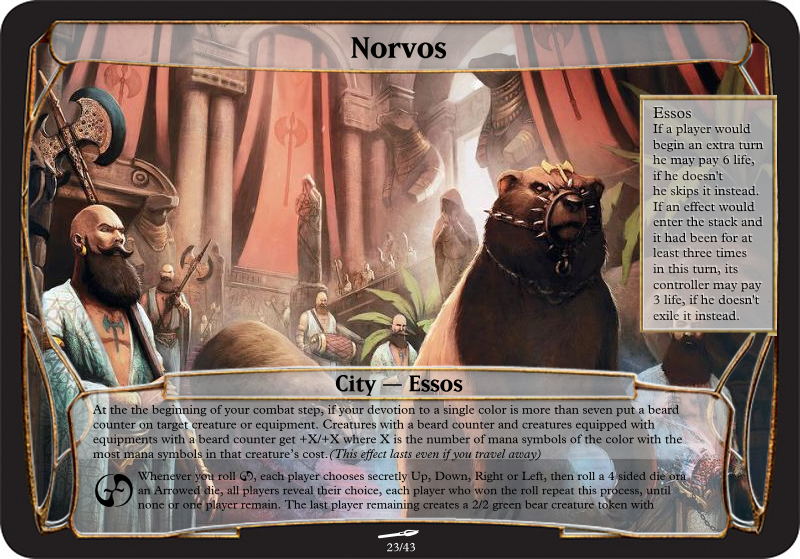 Norvos
Essos
If a player would
begin an extra turn
he may pay 6 life,
if he doesn't
he skips it instead.
If an effect would
enter the stack and
it had been for at
least three times
in this turn, its
controller may pay
3 life, if he doesn't
exile it instead.
City — Essos
At the the beginning of your combat step, if your devotion to a single color is more than seven put a beard
counter on target creature or equipment. Creatures with a beard counter and creatures equipped with
equipments with a beard counter get +X/+X where X is the number of mana symbols of the color with the
most mana symbols in that creature's cost.(This effect lasts even if you travel away)
Whenever you roll , each player chooses secretly Up, Down, Right or Left, then roll a 4 sided die ora
an Arrowed die, all players reveal their choice, each player who won the roll repeat this process, until
none or one player remain. The last player remaining creates a 2/2 green bear creature token with
23/43